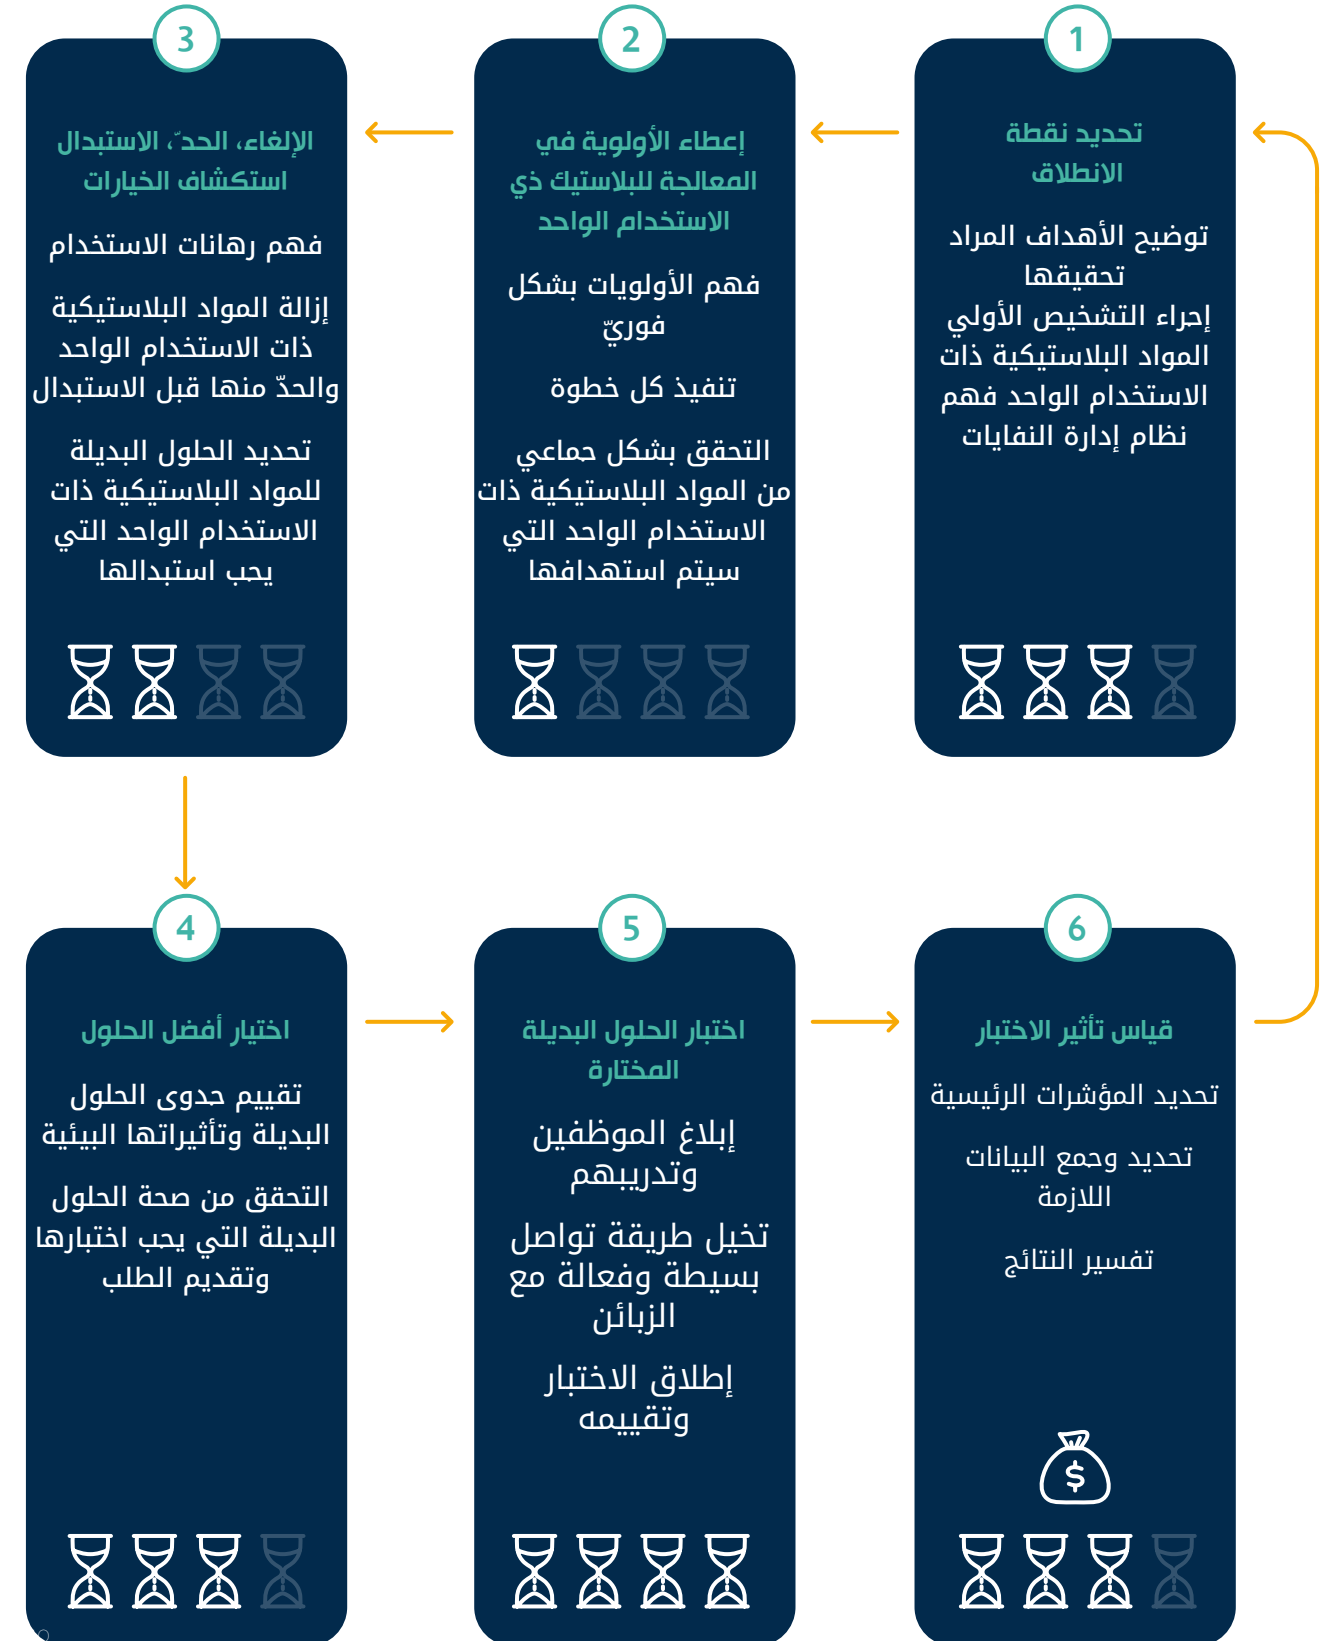 1
تحديد نقطة
الانطلاق
توضيح الأهداف المراد
تحقيقها
إجراء التشخيص الأولي
المواد البلاستيكية ذات
الاستخدام الواحد فهم
نظام إدارة النفايات
2
إعطاء الأولوية في
المعالجة للبلاستيك ذي
الاستخدام الواحد
فهم الأولويات بشكل
فوريّ
تنفيذ كل خطوة
التحقق بشكل جماعي
من المواد البلاستيكية ذات
الاستخدام الواحد التي
سيتم استهدافها
3
الإلغاء، الحدّ، الاستبدال
استكشاف الخيارات
فهم رهانات الاستخدام
إزالة المواد البلاستيكية
ذات الاستخدام الواحد
والحدّ منها قبل الاستبدال
تحديد الحلول البديلة
للمواد البلاستيكية ذات
الاستخدام الواحد التي
يجب استبدالها
4
اختيار أفضل الحلول
تقييم جدوى الحلول
البديلة وتأثيراتها البيئية
التحقق من صحة الحلول
البديلة التي يجب اختبارها
وتقديم الطلب
5
اختبار الحلول البديلة
المختارة
إبلاغ الموظفين
وتدريبهم
تخيل طريقة تواصل
بسيطة وفعالة مع
الزبائن
إطلاق الاختبار
وتقييمه
6
قياس تأثير الاختبار
تحديد المؤشرات الرئيسية
تحديد وجمع البيانات
اللازمة
تفسير النتائج
$